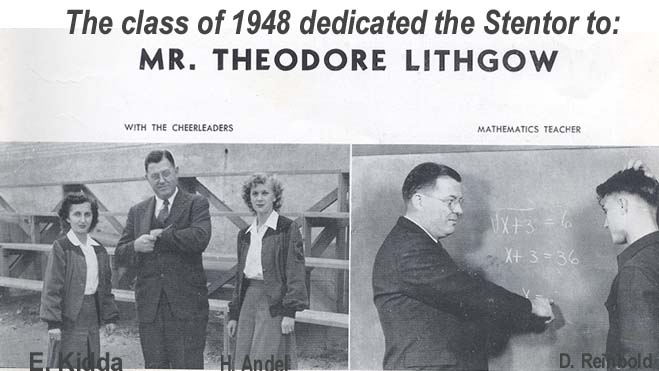 The class of 1948 dedicated the Stentor to:
MR. THEODORE LITHGOW
WITH THE CHEERLEADERS
MATHEMATICS TEACHER
√x+3 = 6
x+3 = 36
E. Kidda
H. Andel
D. Reinbold